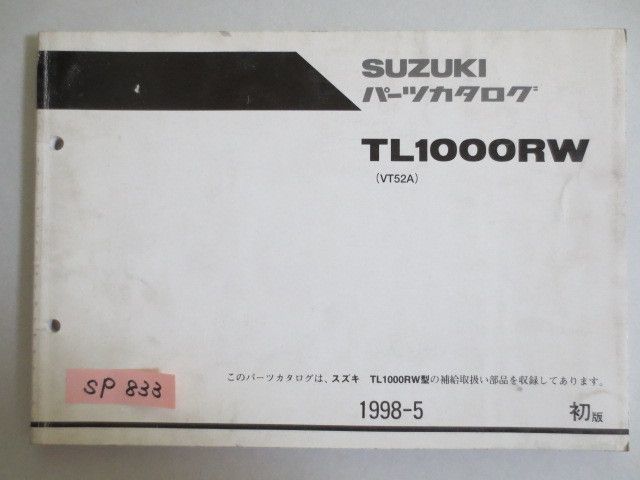 SUZUKI
パーツカタログ
TL1000RW
(VT52A)
このパーツカタログは、スズキ TL1000RW型の補給取扱い部品を収録してあります。
SP 833
1998-5
初版